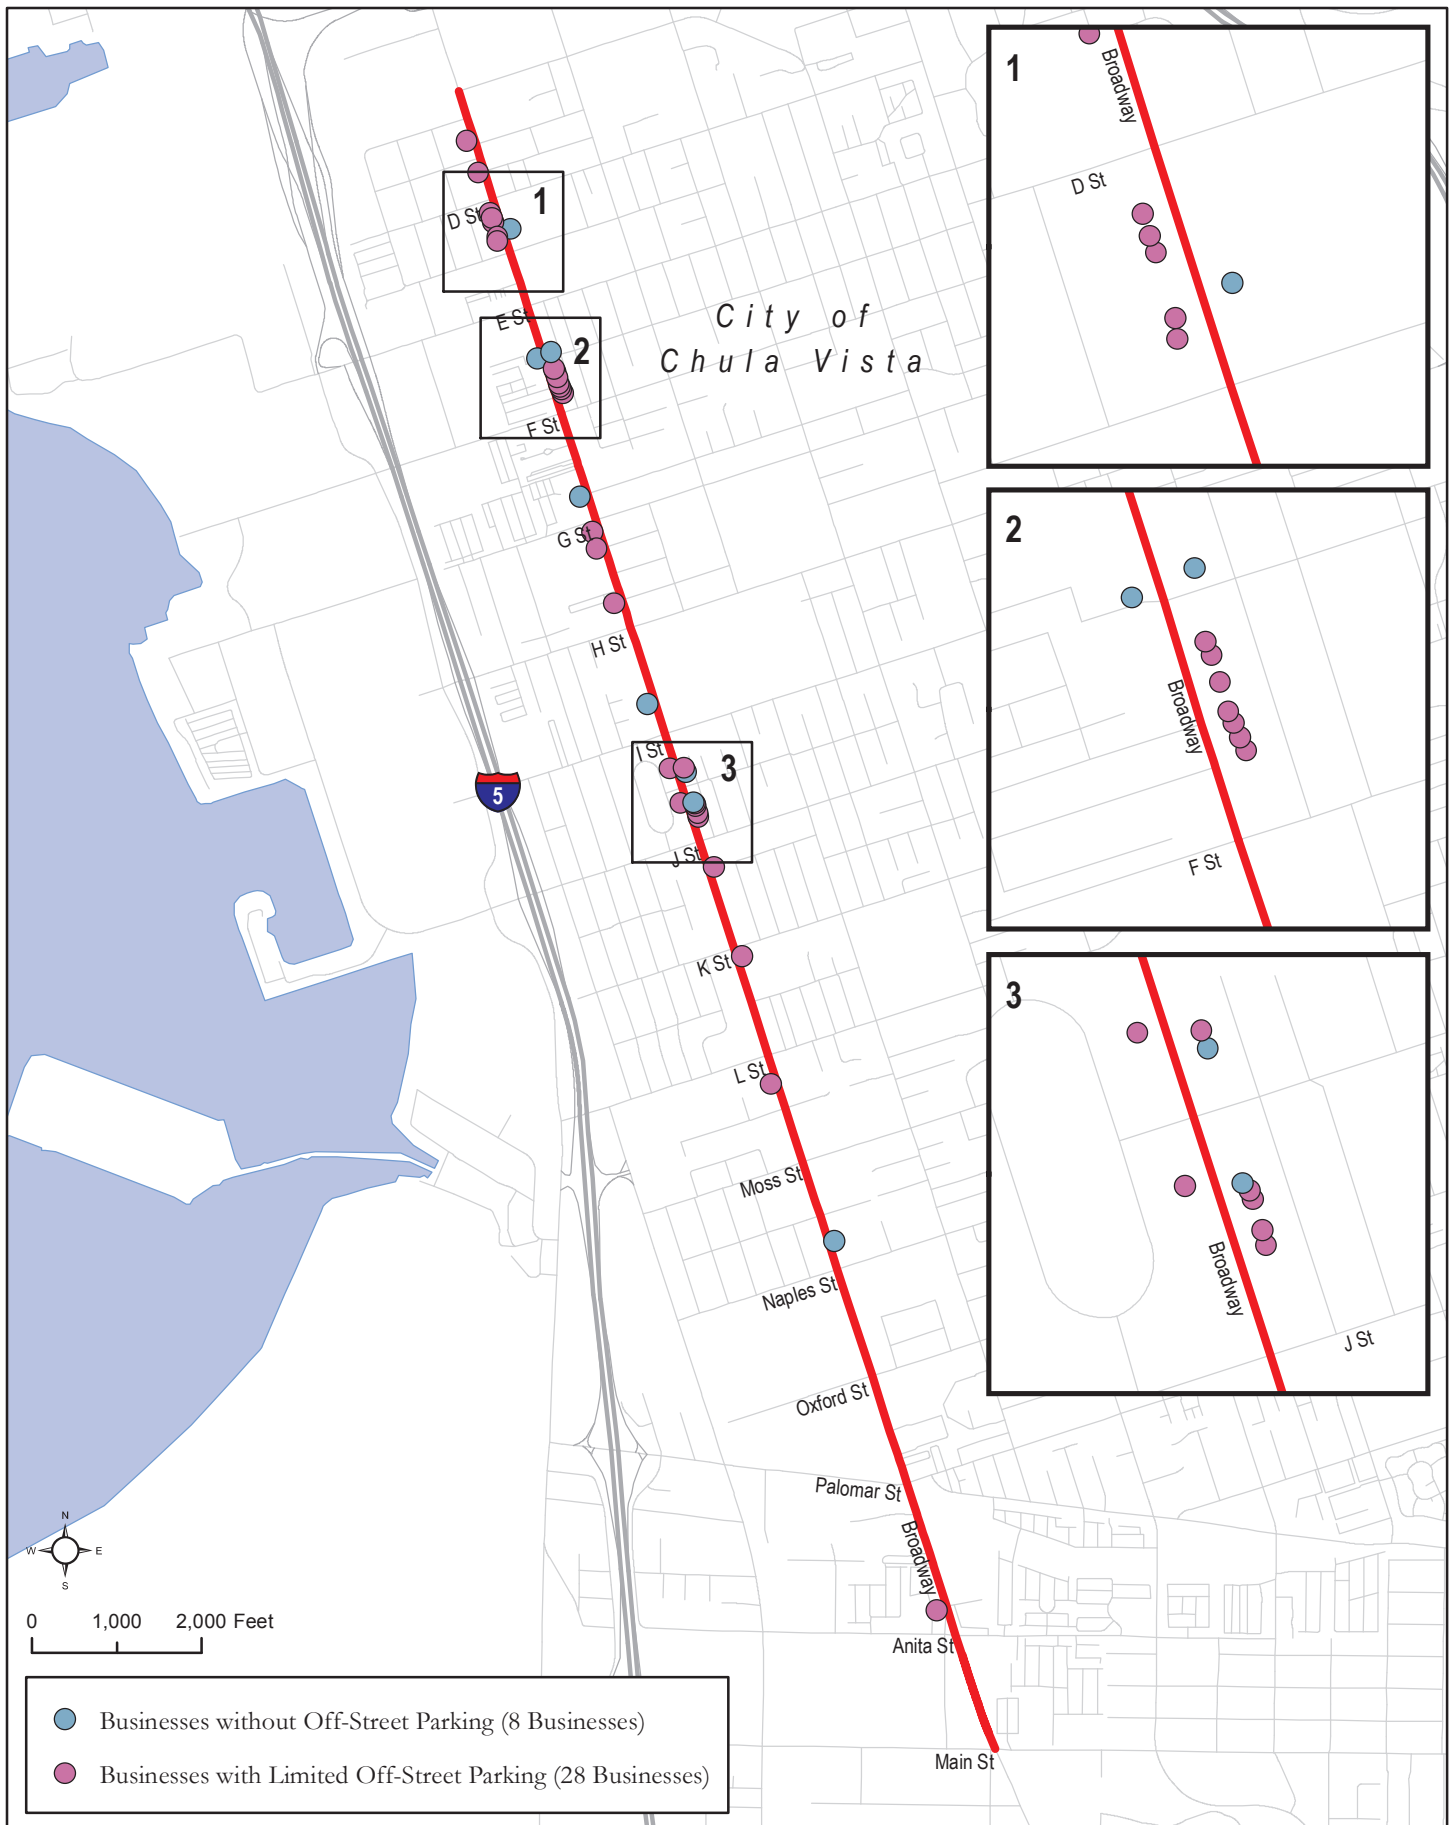 1
Broadway
D St
1
D St
City of
Chula Vista
E St
2
F St
2
Broadway
F St
G St
H St
I St
3
5
J St
3
Broadway
J St
K St
L St
Moss St
Naples St
Oxford St
Palomar St
Broadway
Anita St
Main St
N
W E
S
0 1,000 2,000 Feet
Businesses without Off-Street Parking (8 Businesses)
Businesses with Limited Off-Street Parking (28 Businesses)